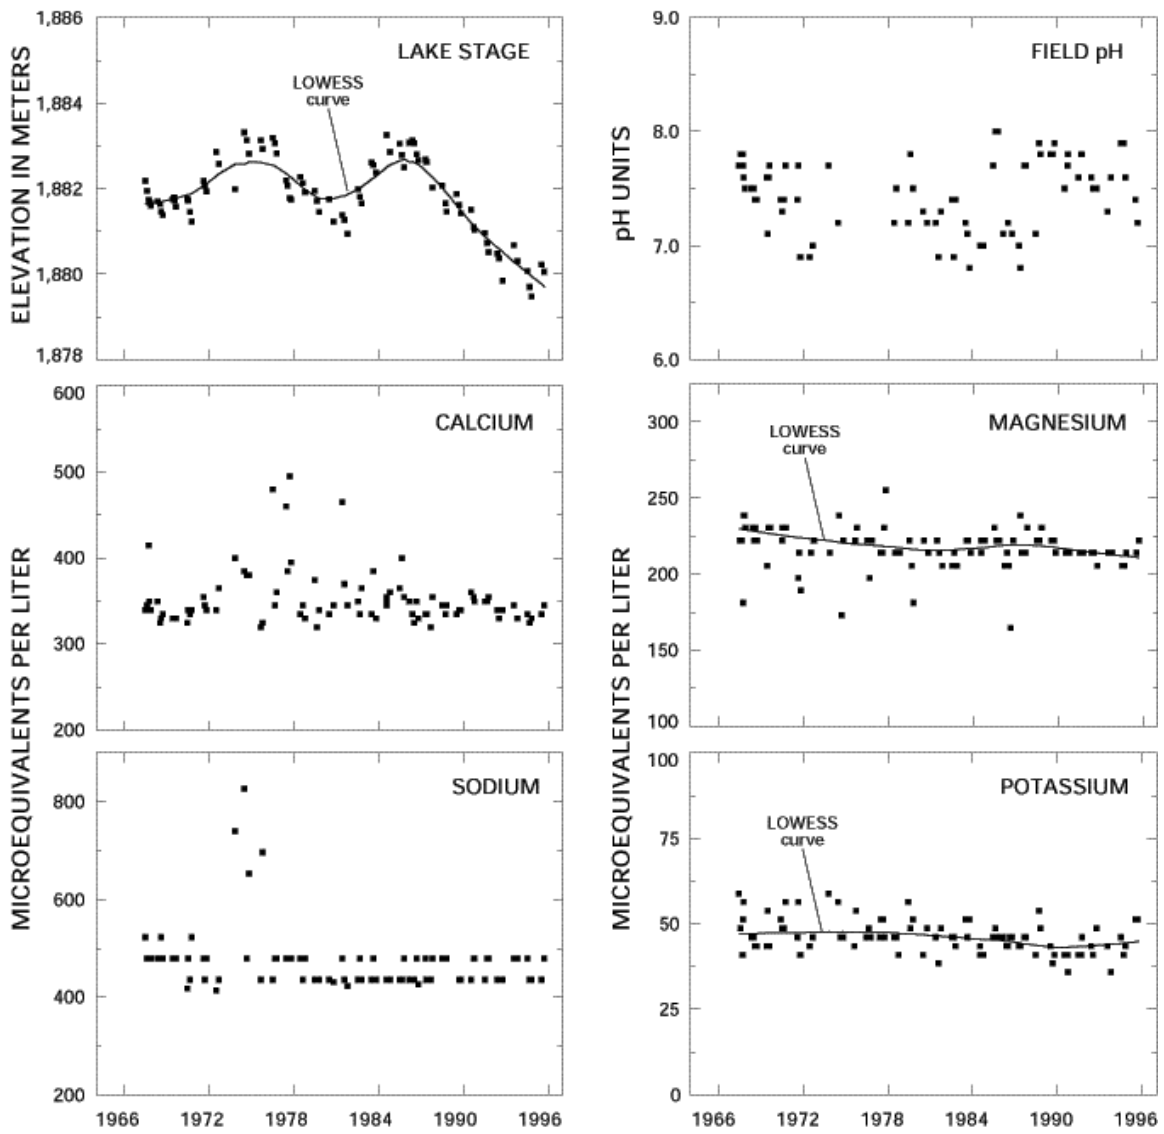 LAKE STAGE
LOWESS
curve
1,886
1,884
1,882
1,880
1,878
ELEVATION IN METERS
FIELD pH
9.0
8.0
7.0
6.0
pH UNITS
CALCIUM
600
500
400
300
200
MAGNESIUM
LOWESS
curve
300
250
200
150
100
SODIUM
800
600
400
200
MICROEQUIVALENTS PER LITER
1966
1972
1978
1984
1990
1996
POTASSIUM
LOWESS
curve
100
75
50
25
0
MICROEQUIVALENTS PER LITER
1966
1972
1978
1984
1990
1996